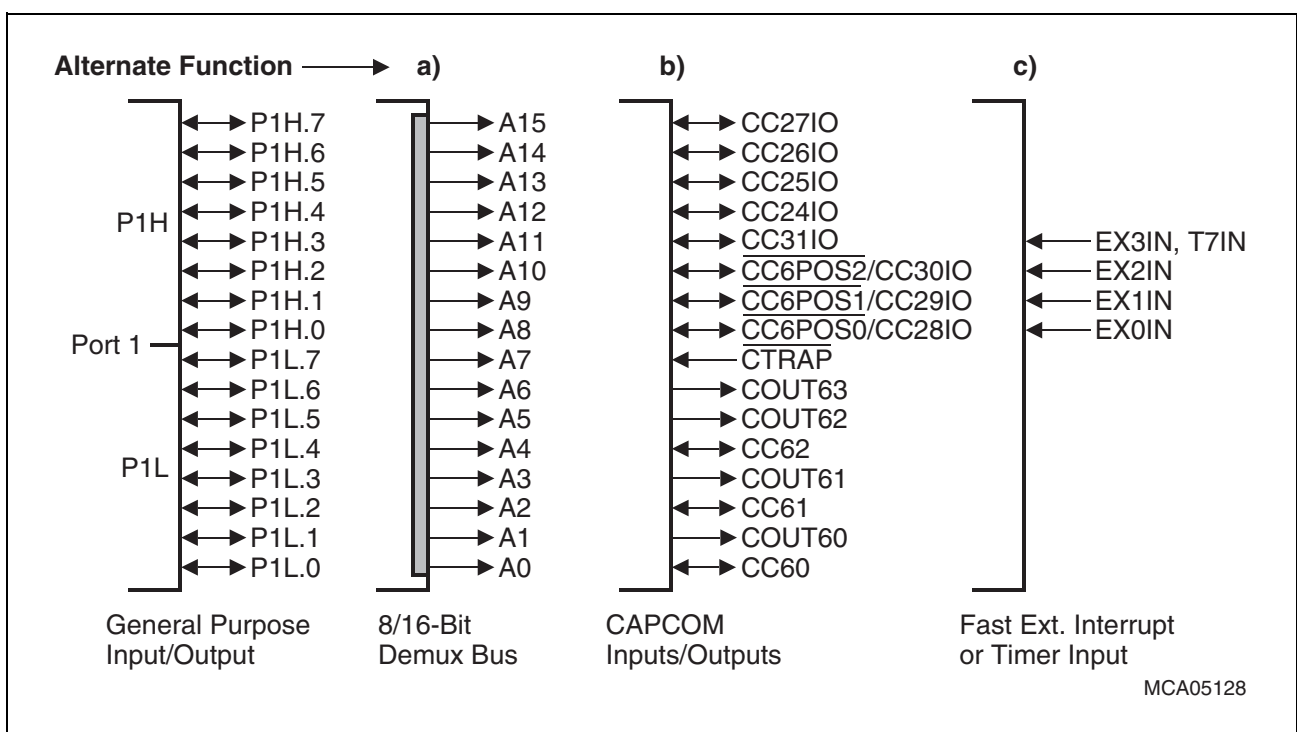 Alternate Function a) b) c)
P1H.7 A15 CC27IO
P1H.6 A14 CC26IO
P1H.5 A13 CC25IO
P1H.4 A12 CC24IO
P1H
P1H.3 A11 CC31IO EX3IN, T7IN
P1H.2 A10 CC6POS2/CC30IO EX2IN
P1H.1 A9 CC6POS1/CC29IO EX1IN
P1H.0 A8 CC6POS0/CC28IO EX0IN
Port 1
P1L.7 A7 CTRAP
P1L.6 A6 COUT63
P1L.5 A5 COUT62
P1L.4 A4 CC62
P1L
P1L.3 A3 COUT61
P1L.2 A2 CC61
P1L.1 A1 COUT60
P1L.0 A0 CC60
General Purpose
Input/Output
8/16-Bit
Demux Bus
CAPCOM
Inputs/Outputs
Fast Ext. Interrupt
or Timer Input
MCA05128